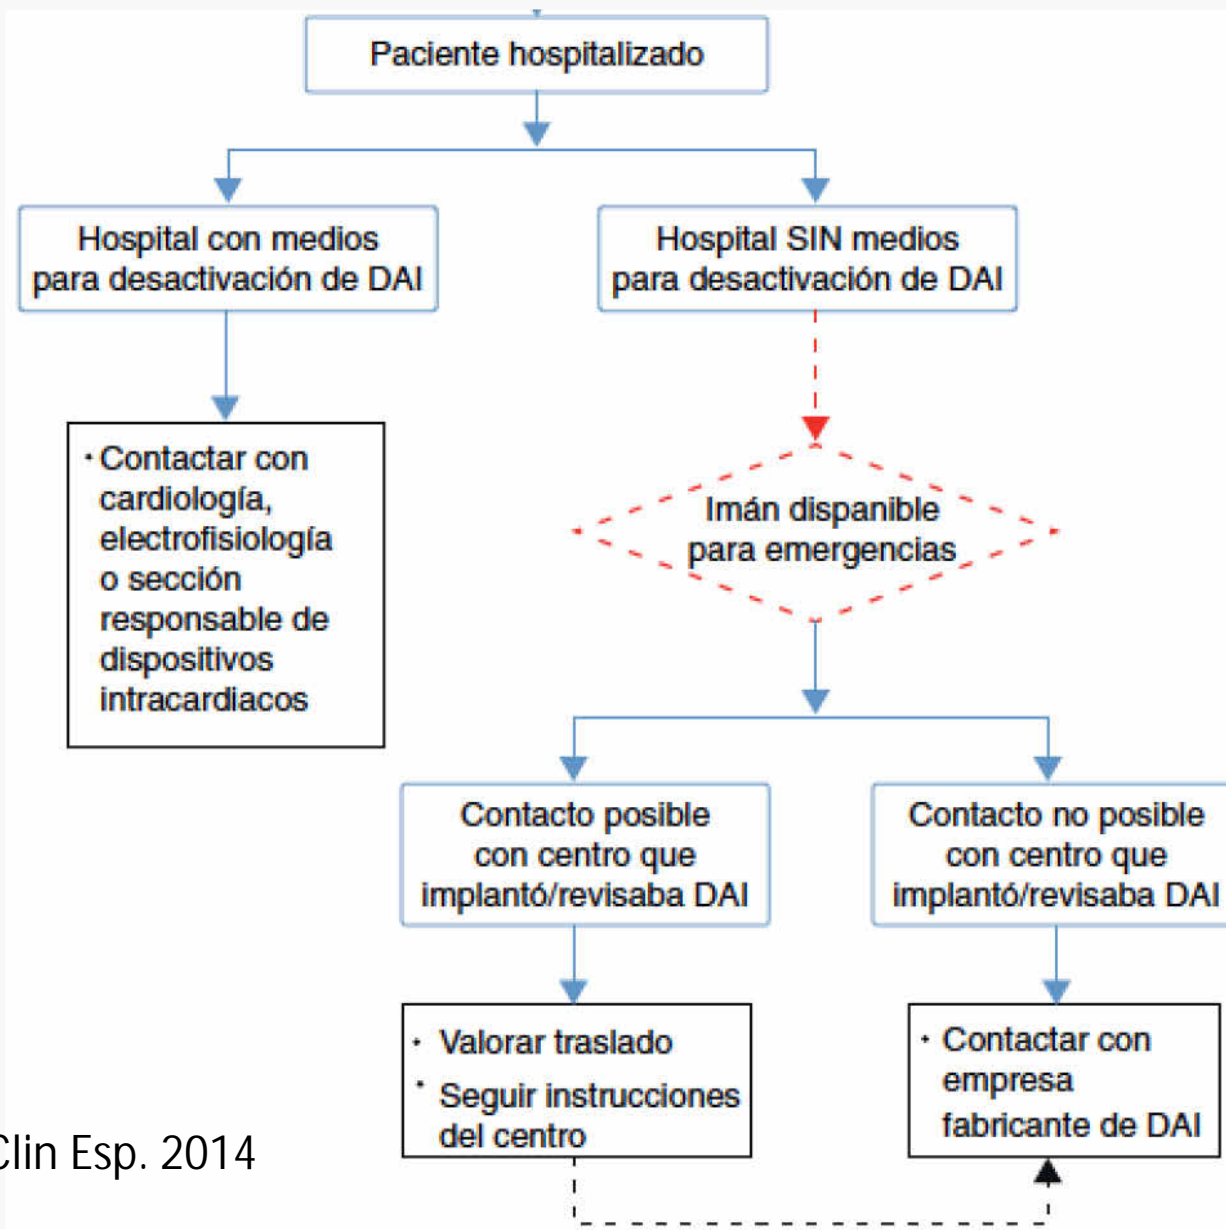 Paciente hospitalizado
Hospital con medios
para desactivación de DAI
Hospital SIN medios
para desactivación de DAI
· Contactar con
cardiología,
electrofisiología
o sección
responsable de
dispositivos
intracardiacos
Imán dispanible
para emergencias
Contacto posible
con centro que
implantó/revisaba DAI
Contacto no posible
con centro que
implantó/revisaba DAI
· Valorar traslado
· Seguir instrucciones
del centro
· Contactar con
empresa
fabricante de DAI
Clin Esp. 2014